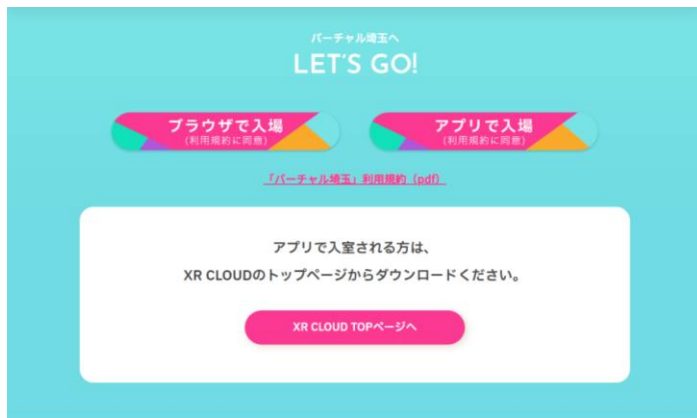 バーチャル埼玉へ
LET'S GO!
ブラウザで入場
(利用規約に同意)
アプリで入場
(利用規約に同意)
「バーチャル埼玉」利用規約（pdf）
アプリで入室される方は、
XR CLOUDのトップページからダウンロードください。
XR CLOUD TOPページへ